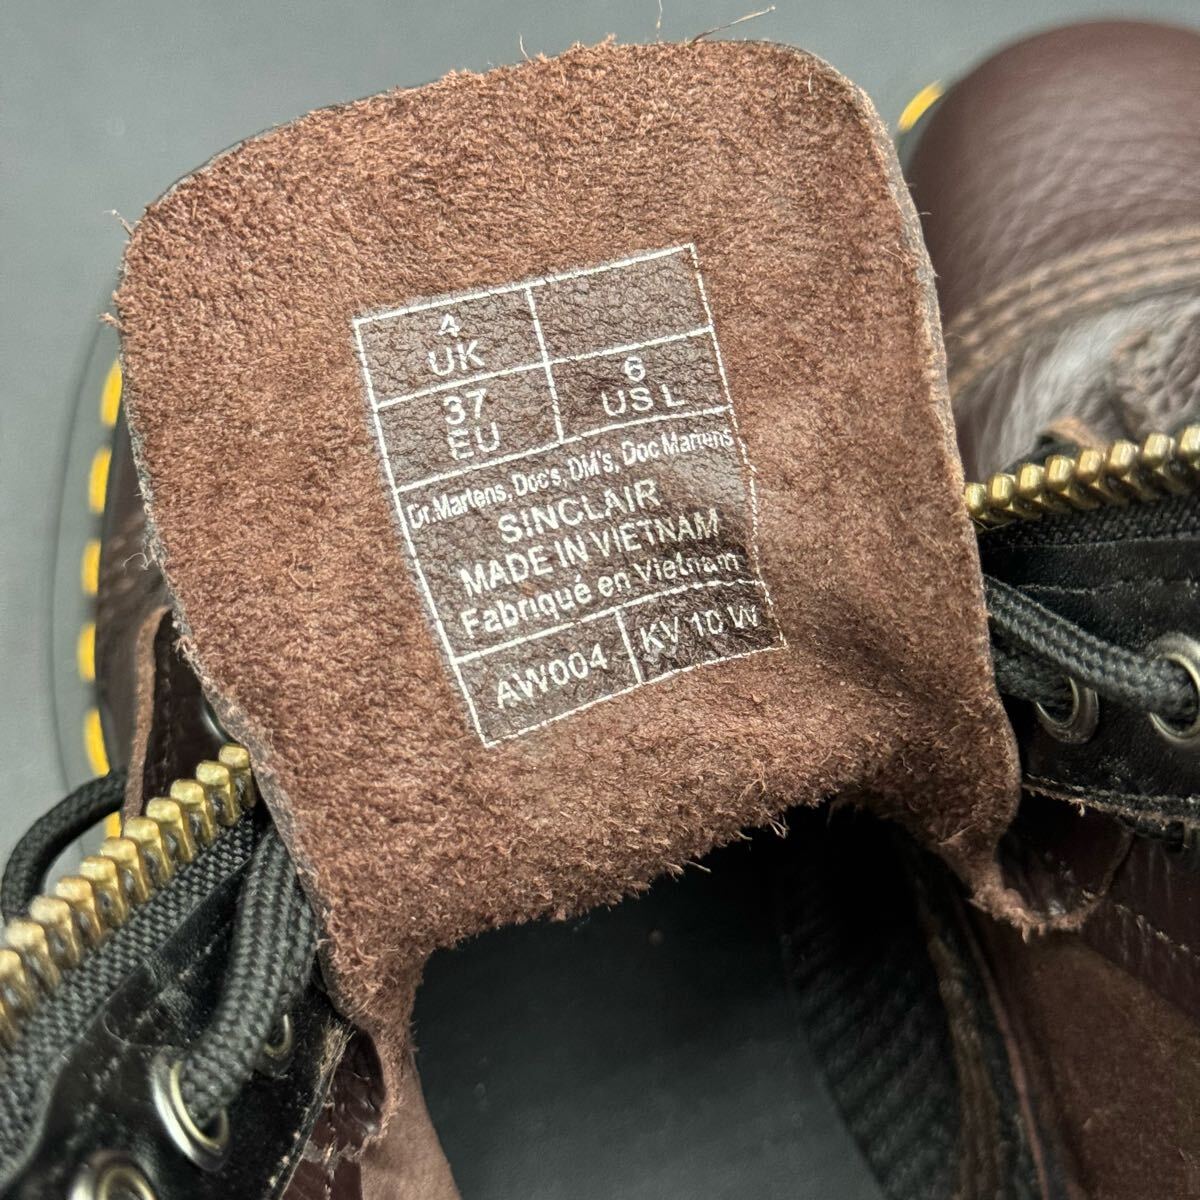 4
UK
37
EU
6
US L
Dr.Martens, Doc's, DM's, Doc Martens
SINCLAIR
MADE IN VIETNAM
Fabriqué en Vietnam
AW004
KV 10 W